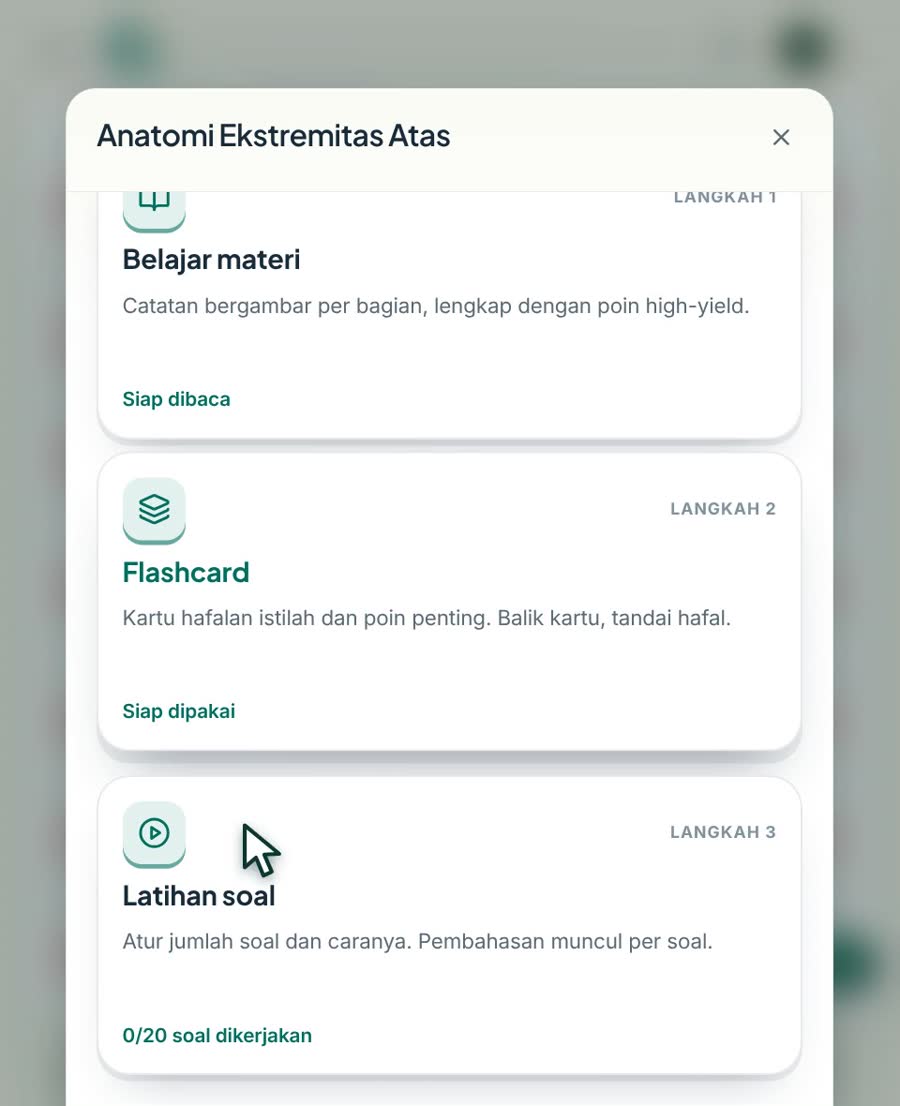 Anatomi Ekstremitas Atas
LANGKAH 1
Belajar materi
Catatan bergambar per bagian, lengkap dengan poin high-yield.
Siap dibaca
LANGKAH 2
Flashcard
Kartu hafalan istilah dan poin penting. Balik kartu, tandai hafal.
Siap dipakai
LANGKAH 3
Latihan soal
Atur jumlah soal dan caranya. Pembahasan muncul per soal.
0/20 soal dikerjakan